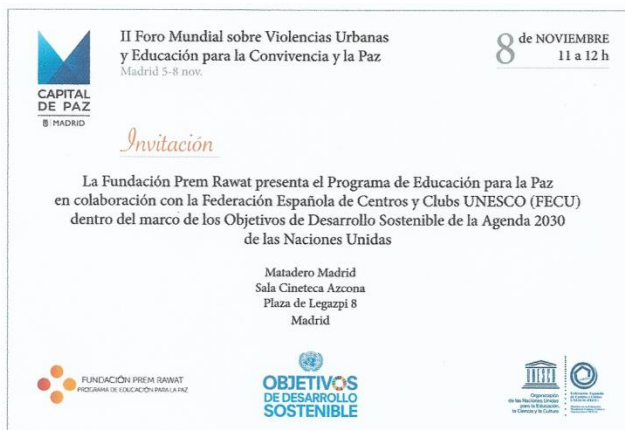 II Foro Mundial sobre Violencias Urbanas
y Educación para la Convivencia y la Paz
Madrid 5-8 nov.
8 de NOVIEMBRE
11 a 12 h
CAPITAL
DE PAZ
MADRID
Invitación
La Fundación Prem Rawat presenta el Programa de Educación para la Paz
en colaboración con la Federación Española de Centros y Clubs UNESCO (FECU)
dentro del marco de los Objetivos de Desarrollo Sostenible de la Agenda 2030
de las Naciones Unidas
Matadero Madrid
Sala Cineteca Azcona
Plaza de Legazpi 8
Madrid
FUNDACIÓN PREM RAWAT
PROGRAMA DE EDUCACIÓN PARA LA PAZ
OBJETIVOS
DE DESARROLLO
SOSTENIBLE
UNESCO
Organización
de las Naciones Unidas
para la Educación,
la Ciencia y la Cultura